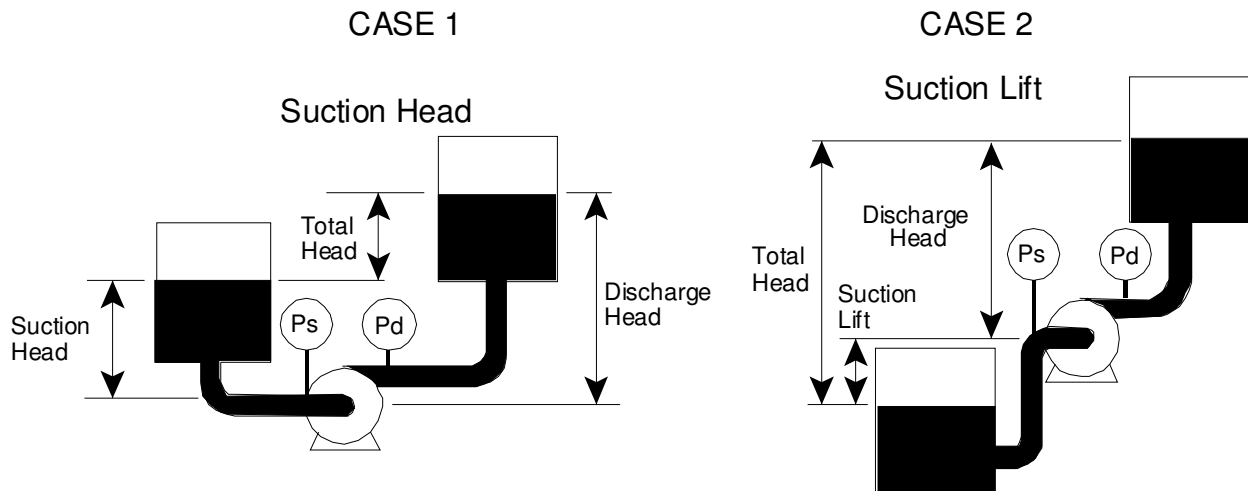 CASE 1
Suction Head
Total
Head
Suction
Head
Ps
Pd
Discharge
Head
CASE 2
Suction Lift
Discharge
Head
Total
Head
Suction
Lift
Ps
Pd